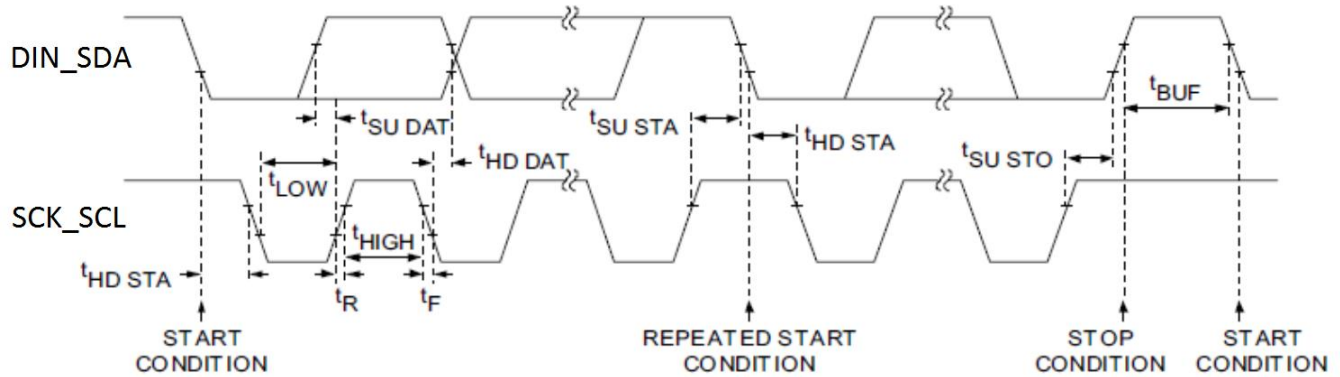 DIN_SDA
tSU DAT
tHD DAT
tSU STA
tHD STA
tSU STO
tBUF
tLOW
SCK_SCL
tHIGH
tHD STA
tR
tF
START
CONDITION
REPEATED START
CONDITION
STOP
CONDITION
START
CONDITION